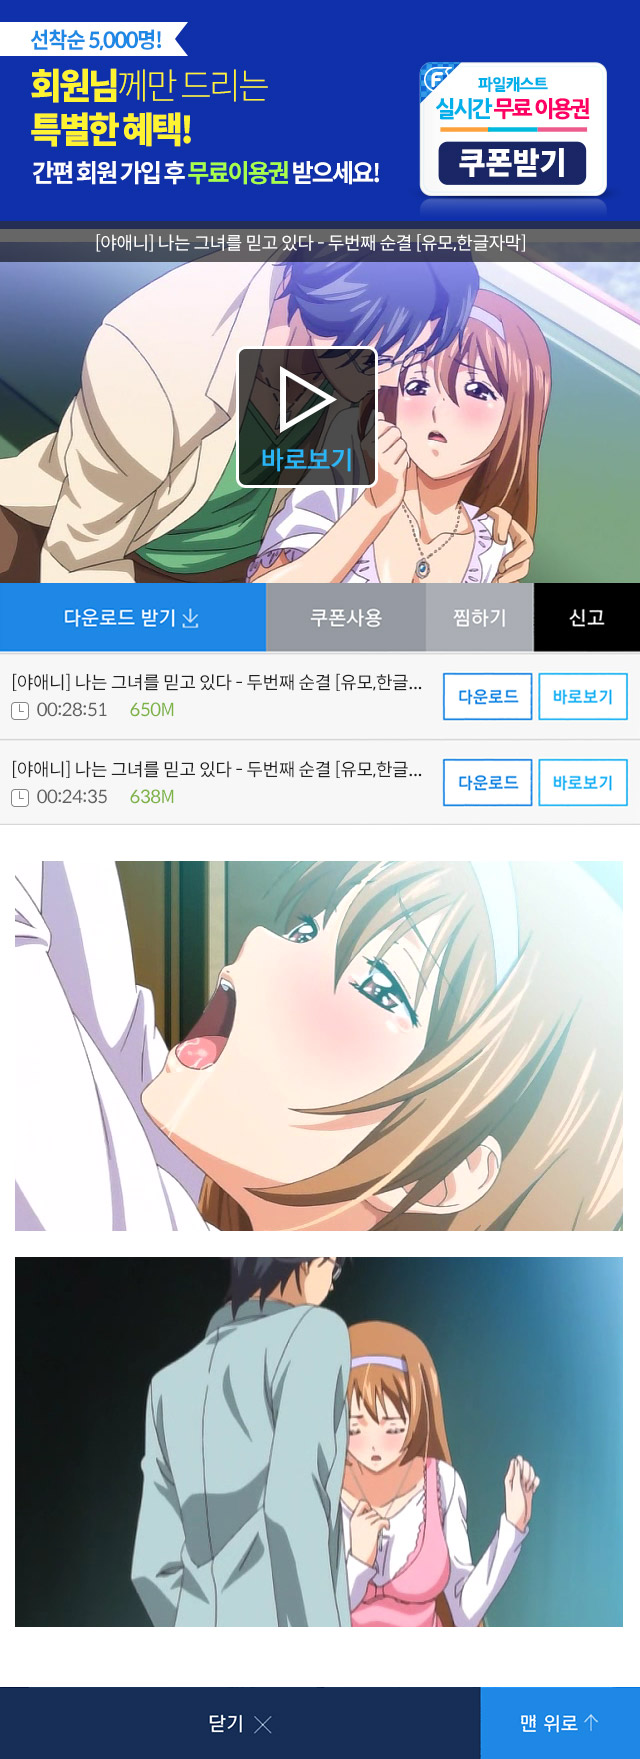 선착순 5,000명!
회원님께만 드리는
특별한 혜택!
간편 회원 가입 후 무료이용권 받으세요!
파일캐스트
실시간 무료 이용권
쿠폰받기
[야애니] 나는 그녀를 믿고 있다 - 두번째 순결 [유모,한글자막]
바로보기
다운로드 받기
쿠폰사용
찜하기
신고
[야애니] 나는 그녀를 믿고 있다 - 두번째 순결 [유모,한글...
00:28:51 650M
다운로드
바로보기
[야애니] 나는 그녀를 믿고 있다 - 두번째 순결 [유모,한글...
00:24:35 638M
다운로드
바로보기
닫기
맨 위로